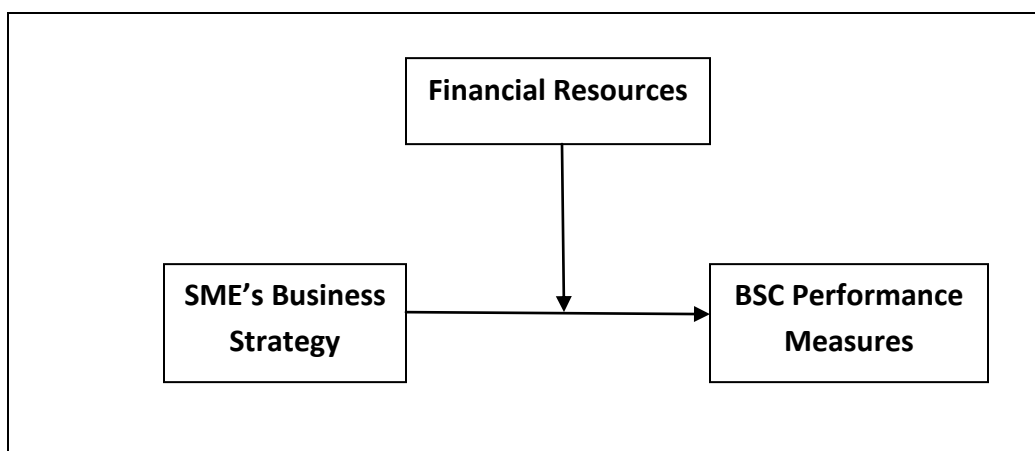 Financial Resources
SME’s Business
Strategy
BSC Performance
Measures